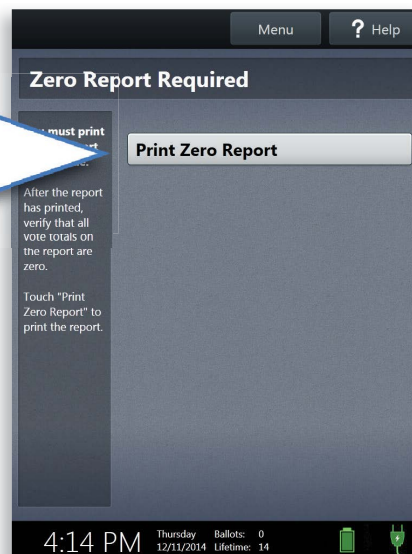 Menu
? Help
Zero Report Required
must print
After the report
has printed,
verify that all
vote totals on
the report are
zero.
Touch "Print
Zero Report" to
print the report.
Print Zero Report
4:14 PM
Thursday Ballots: 0
12/11/2014 Lifetime: 14